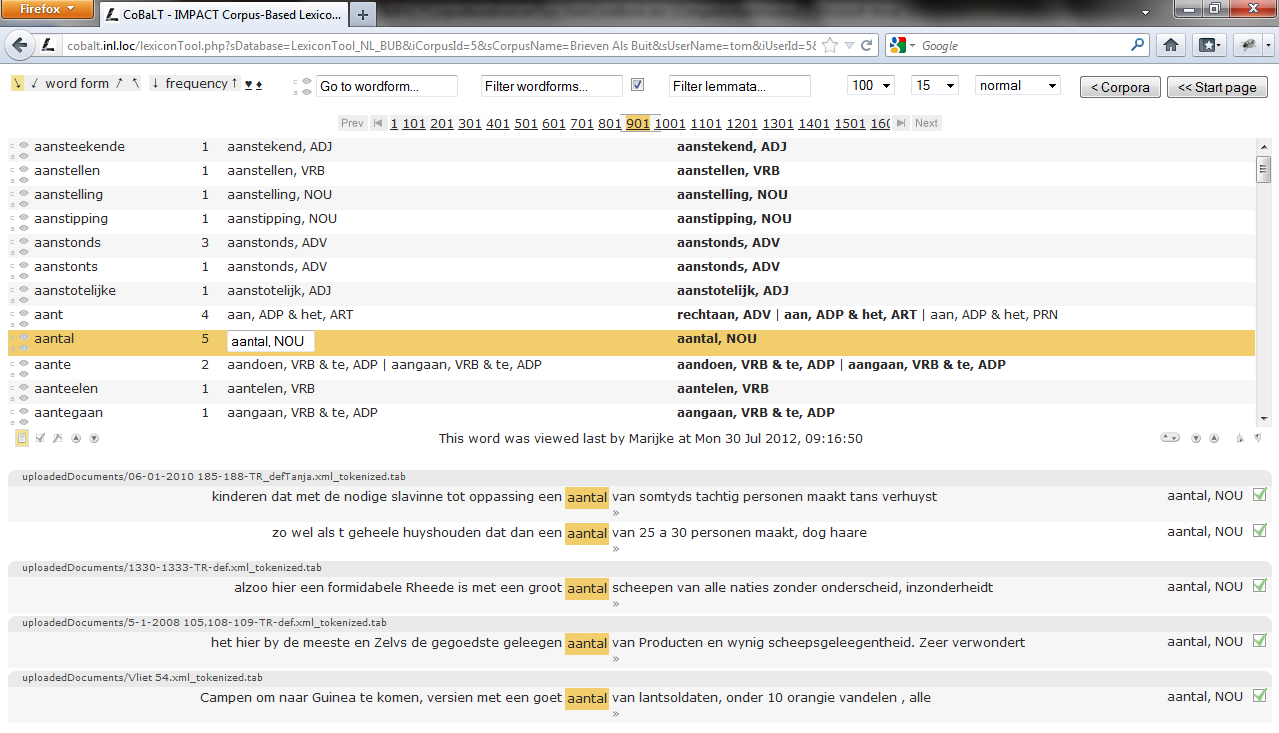 Firefox
CoBaLT - IMPACT Corpus-Based Lexico...
cobalt.inl.loc/lexiconTool.php?sDatabase=LexiconTool_NL_BUB&iCorpusId=5&sCorpusName=Brieven Als Buit&sUserName=tom&iUserId=5&
Google
word form frequency Go to wordform... Filter wordforms... Filter lemmata... 100 15 normal < Corpora << Start page
Prev 1 101 201 301 401 501 601 701 801 901 1001 1101 1201 1301 1401 1501 160 Next
aansteekende 1 aanstekend, ADJ aanstekend, ADJ
aanstellen 1 aanstellen, VRB aanstellen, VRB
aanstelling 1 aanstelling, NOU aanstelling, NOU
aanstipping 1 aanstipping, NOU aanstipping, NOU
aanstonds 3 aanstonds, ADV aanstonds, ADV
aanstonts 1 aanstonds, ADV aanstonds, ADV
aanstotelijke 1 aanstotelijk, ADJ aanstotelijk, ADJ
aant 4 aan, ADP & het, ART rechtaan, ADV | aan, ADP & het, ART | aan, ADP & het, PRN
aantal 5 aantal, NOU aantal, NOU
aante 2 aandoen, VRB & te, ADP | aangaan, VRB & te, ADP aandoen, VRB & te, ADP | aangaan, VRB & te, ADP
aanteelen 1 aantelen, VRB aantelen, VRB
aantegaan 1 aangaan, VRB & te, ADP aangaan, VRB & te, ADP
This word was viewed last by Marijke at Mon 30 Jul 2012, 09:16:50
uploadedDocuments/06-01-2010 185-188-TR_defTanja.xml_tokenized.tab
kinderen dat met de nodige slavinne tot oppassing een aantal van somtyds tachtig personen maakt tans verhuyst aantal, NOU
»
zo wel als t geheele huyshouden dat dan een aantal van 25 a 30 personen maakt, dog haare aantal, NOU
»
uploadedDocuments/1330-1333-TR-def.xml_tokenized.tab
alzoo hier een formidabele Rheede is met een groot aantal scheepen van alle naties zonder onderscheid, inzonderheidt aantal, NOU
»
uploadedDocuments/5-1-2008 105,108-109-TR-def.xml_tokenized.tab
het hier by de meeste en Zelvs de gegoedste geleegen aantal van Producten en wynig scheepsgeleegentheid. Zeer verwondert aantal, NOU
»
uploadedDocuments/Vliet 54.xml_tokenized.tab
Campen om naar Guinea te komen, versien met een goet aantal van lantsoldaten, onder 10 orangie vandelen , alle aantal, NOU
»